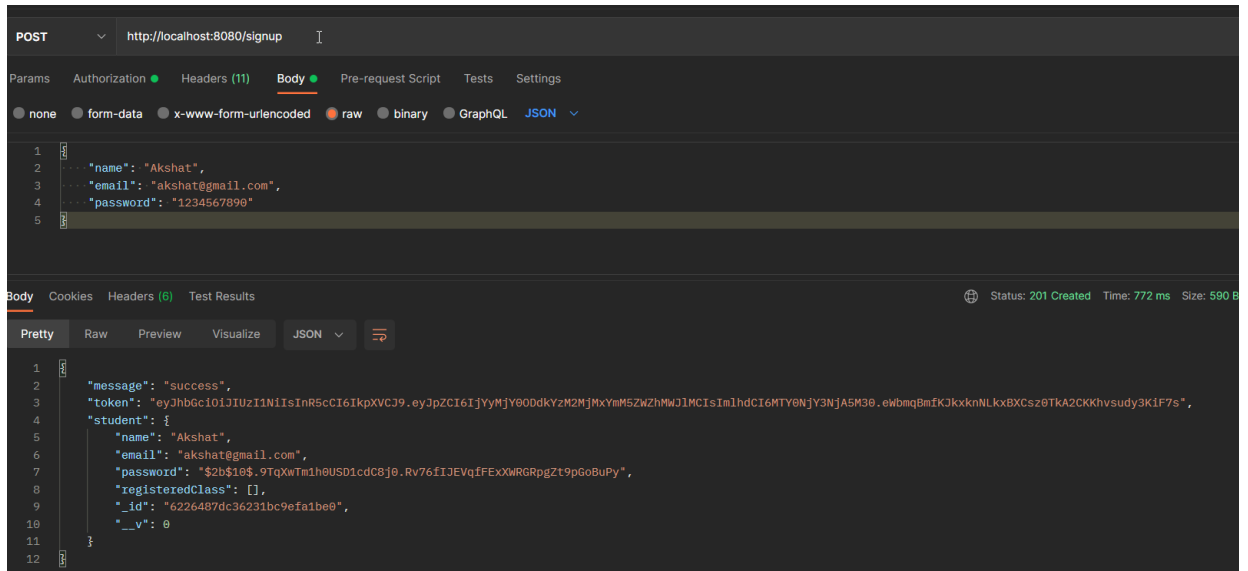 POST http://localhost:8080/signup
Params Authorization Headers (11) Body Pre-request Script Tests Settings
none form-data x-www-form-urlencoded raw binary GraphQL JSON
1 {
2 "name": "Akshat",
3 "email": "akshat@gmail.com",
4 "password": "1234567890"
5 }
Body Cookies Headers (6) Test Results Status: 201 Created Time: 772 ms Size: 590 B
Pretty Raw Preview Visualize JSON
1 {
2 "message": "success",
3 "token": "eyJhbGciOiJIUzI1NiIsInR5cCI6IkpXVCJ9.eyJpZCI6IjYyMjY0ODdkYzM2MjMxYmM5ZWZhMWJlMCIsImlhdCI6MTY0NjY3NjA5M30.eWbmqBmfKJkxknNLkxBXCsz0TkA2CKKhvsudy3KiF7s",
4 "student": {
5 "name": "Akshat",
6 "email": "akshat@gmail.com",
7 "password": "$2b$10$.9TqXwTm1h0USD1cdC8j0.Rv76fIJEVqfFExXWRGRpgZt9pGoBuPy",
8 "registeredClass": [],
9 "_id": "6226487dc36231bc9efa1be0",
10 "__v": 0
11 }
12 }